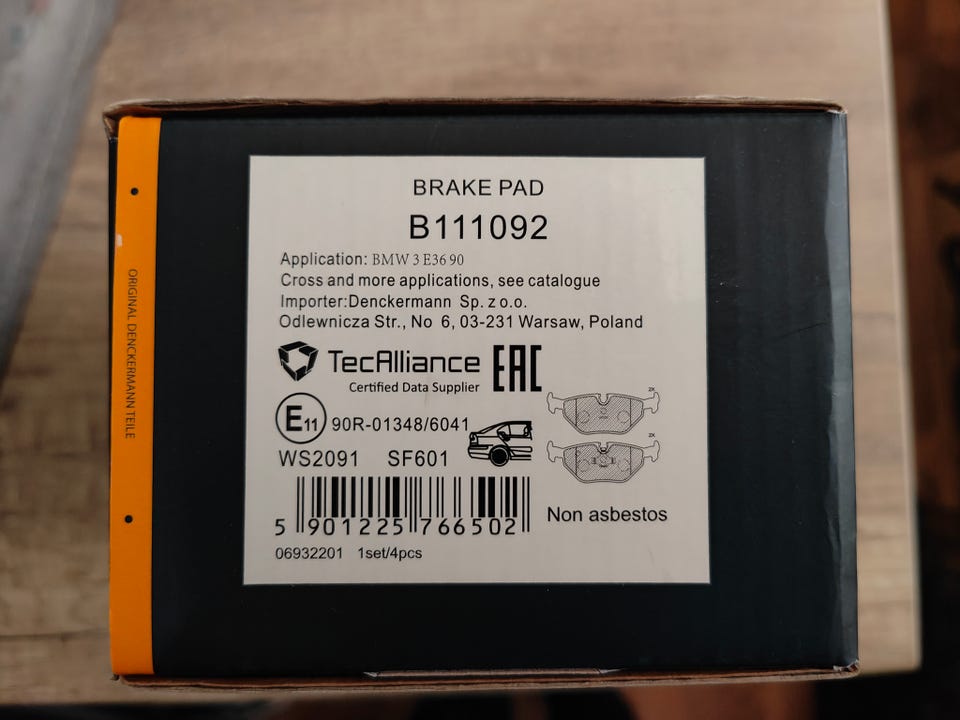 BRAKE PAD
B111092
Application: BMW 3 E36 90
Cross and more applications, see catalogue
Importer:Denckermann Sp. z o.o.
Odlewnicza Str., No 6, 03-231 Warsaw, Poland
TecAlliance
Certified Data Supplier
EAC
E11 90R-01348/6041
2X
2X
WS2091 SF601
5 901225 766502
Non asbestos
06932201 1set/4pcs
ORIGINAL DENCKERMANN TEILE